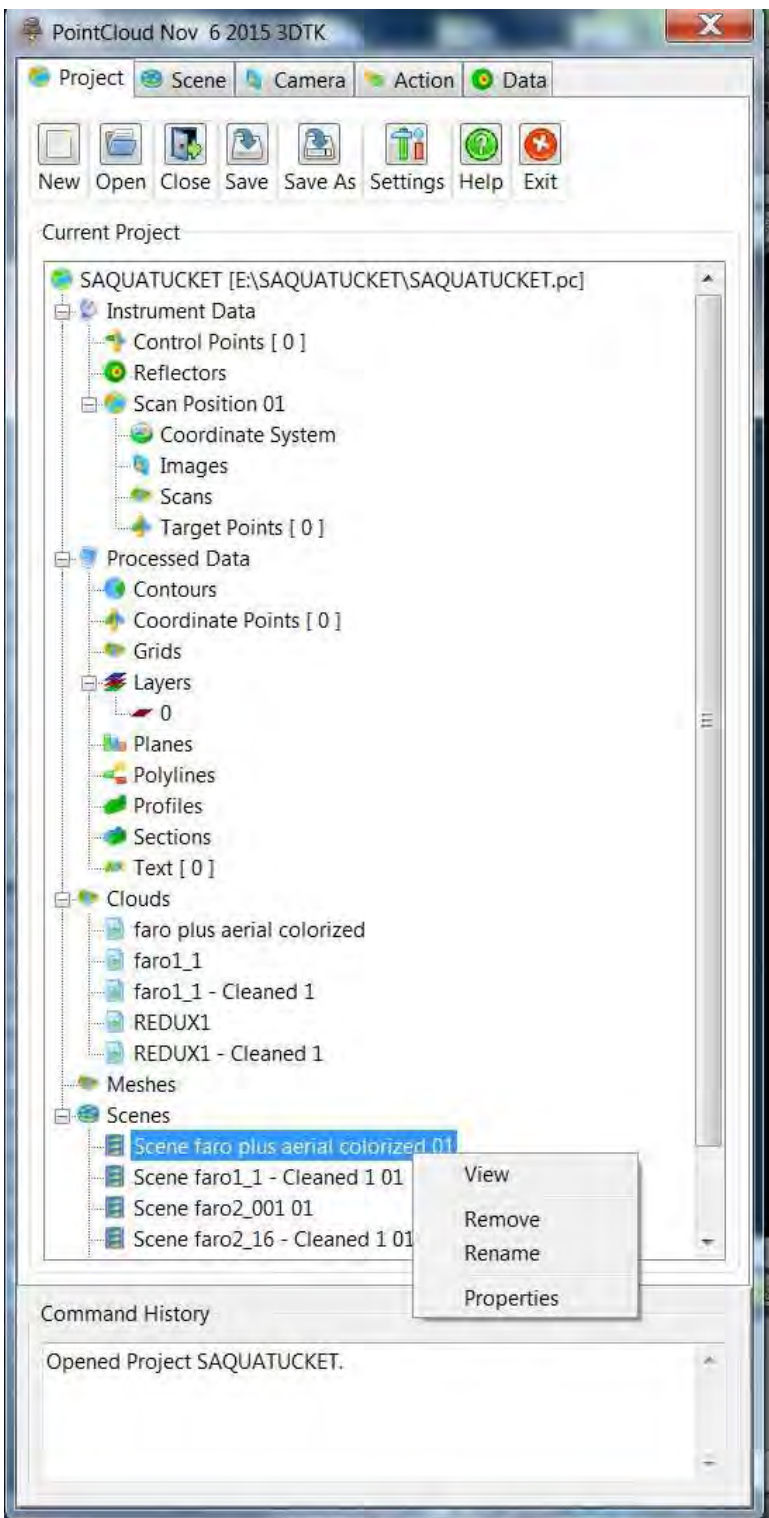 PointCloud Nov 6 2015 3DTK
Project Scene Camera Action Data
New Open Close Save Save As Settings Help Exit
Current Project
SAQUATUCKET [E:\SAQUATUCKET\SAQUATUCKET.pc]
Instrument Data
Control Points [ 0 ]
Reflectors
Scan Position 01
Coordinate System
Images
Scans
Target Points [ 0 ]
Processed Data
Contours
Coordinate Points [ 0 ]
Grids
Layers
0
Planes
Polylines
Profiles
Sections
Text [ 0 ]
Clouds
faro plus aerial colorized
faro1_1
faro1_1 - Cleaned 1
REDUX1
REDUX1 - Cleaned 1
Meshes
Scenes
Scene faro plus aerial colorized 01
Scene faro1_1 - Cleaned 1 01
Scene faro2_001 01
Scene faro2_16 - Cleaned 1 01
View
Remove
Rename
Properties
Command History
Opened Project SAQUATUCKET.